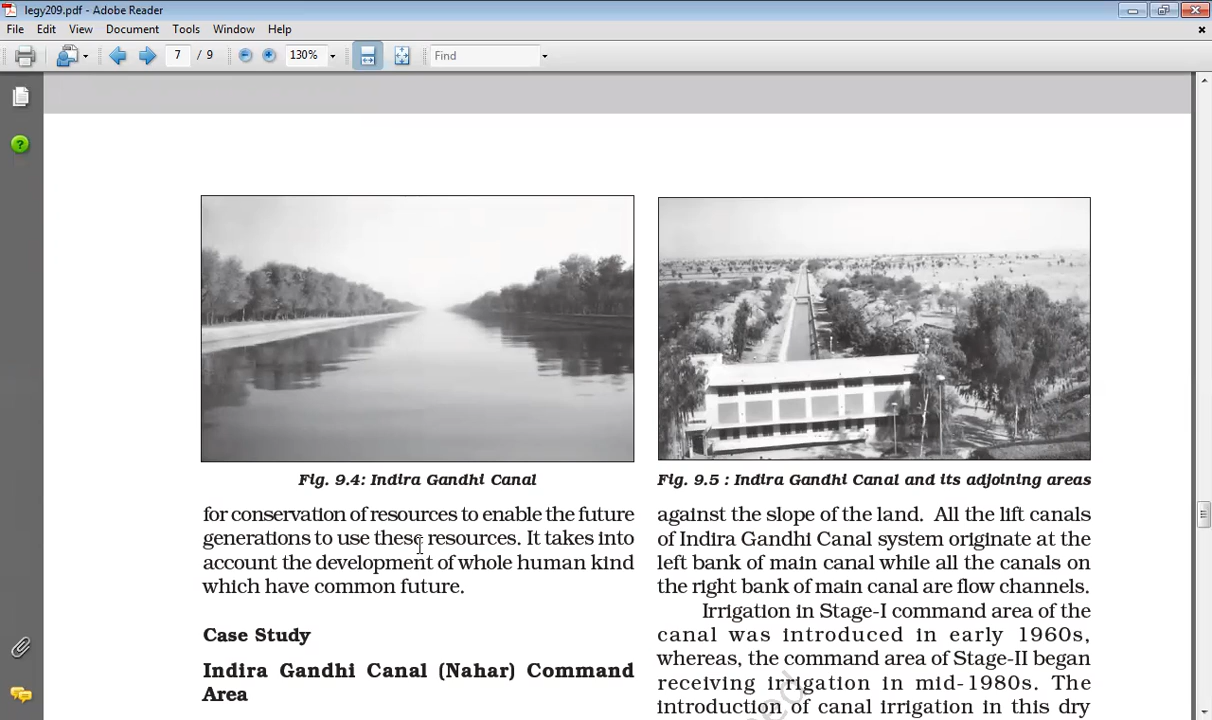 legy209.pdf - Adobe Reader
File Edit View Document Tools Window Help
7 / 9 130% Find
Fig. 9.4: Indira Gandhi Canal
for conservation of resources to enable the future
generations to use these resources. It takes into
account the development of whole human kind
which have common future.
Case Study
Indira Gandhi Canal (Nahar) Command
Area
Fig. 9.5 : Indira Gandhi Canal and its adjoining areas
against the slope of the land. All the lift canals
of Indira Gandhi Canal system originate at the
left bank of main canal while all the canals on
the right bank of main canal are flow channels.
Irrigation in Stage-I command area of the
canal was introduced in early 1960s,
whereas, the command area of Stage-II began
receiving irrigation in mid-1980s. The
introduction of canal irrigation in this dry